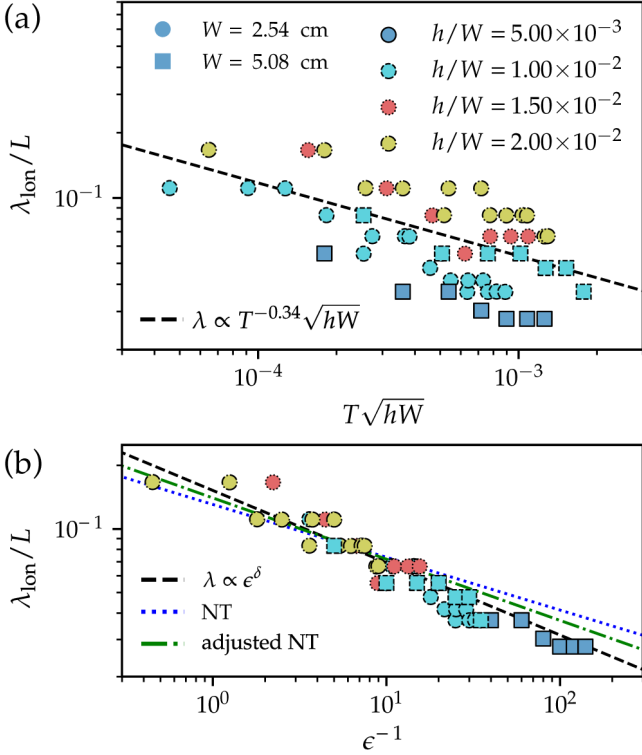 (a)
W = 2.54 cm
W = 5.08 cm
h/W = 5.00×10⁻³
h/W = 1.00×10⁻²
h/W = 1.50×10⁻²
h/W = 2.00×10⁻²
λ_lon/L
10⁻¹
λ ∝ T^{-0.34}√hW
10⁻⁴
10⁻³
T√hW
(b)
λ_lon/L
10⁻¹
λ ∝ ϵ^δ
NT
adjusted NT
10⁰
10¹
10²
ϵ⁻¹